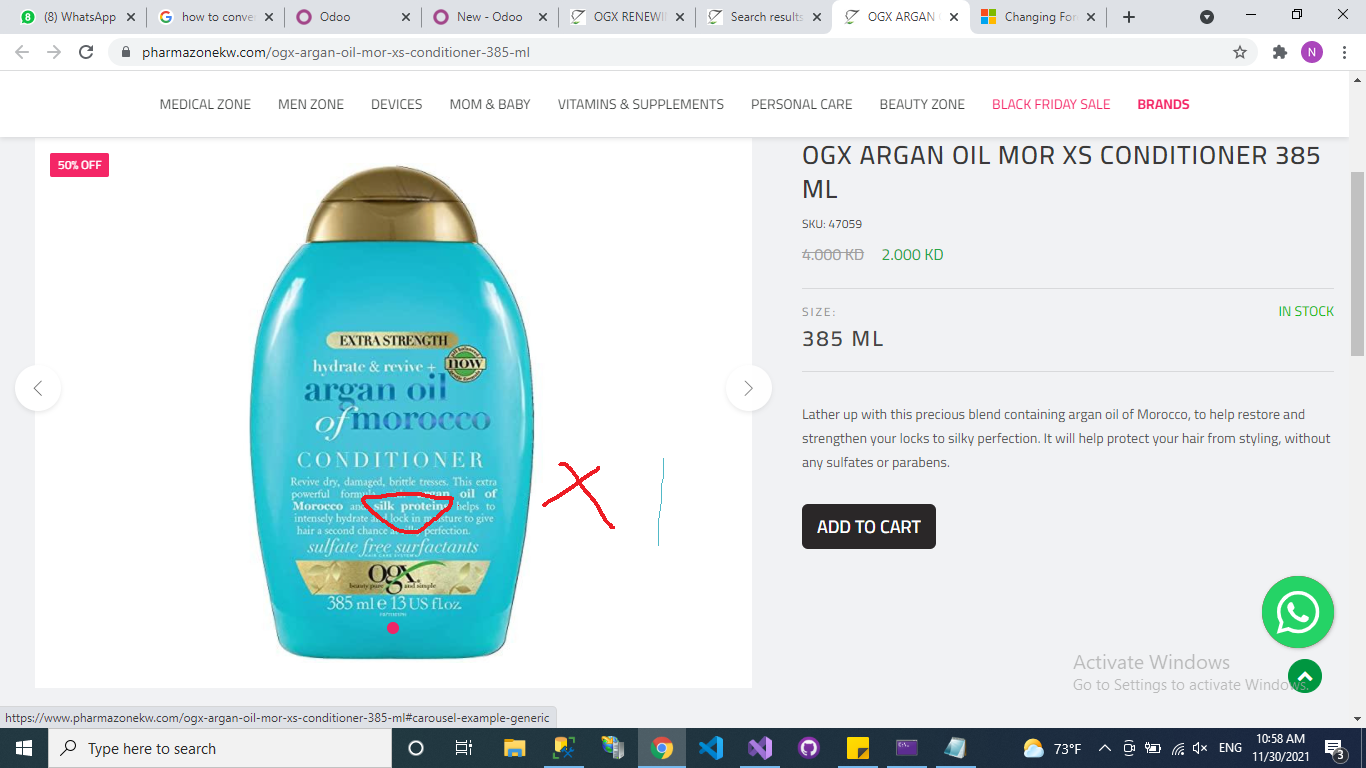 (8) WhatsApp
how to conve
Odoo
New - Odoo
OGX RENEWI
Search results
OGX ARGAN
Changing For
pharmazonekw.com/ogx-argan-oil-mor-xs-conditioner-385-ml
N
MEDICAL ZONE
MEN ZONE
DEVICES
MOM & BABY
VITAMINS & SUPPLEMENTS
PERSONAL CARE
BEAUTY ZONE
BLACK FRIDAY SALE
BRANDS
50% OFF
EXTRA STRENGTH
hydrate & revive +
now
argan oil
of morocco
CONDITIONER
Revive dry, damaged, brittle tresses. This extra
powerful argan oil of
Morocco and silk proteins helps to
intensely hydrate and lock in moisture to give
hair a second chance perfection.
sulfate free surfactants
ogx
beauty pure and simple
385 ml e 13 US fl.oz.
X |
OGX ARGAN OIL MOR XS CONDITIONER 385
ML
SKU: 47059
4.000 KD 2.000 KD
SIZE:
IN STOCK
385 ML
Lather up with this precious blend containing argan oil of Morocco, to help restore and
strengthen your locks to silky perfection. It will help protect your hair from styling, without
any sulfates or parabens.
ADD TO CART
Activate Windows
Go to Settings to activate Windows.
https://www.pharmazonekw.com/ogx-argan-oil-mor-xs-conditioner-385-ml#carousel-example-generic
Type here to search
73°F
ENG
10:58 AM
11/30/2021
3